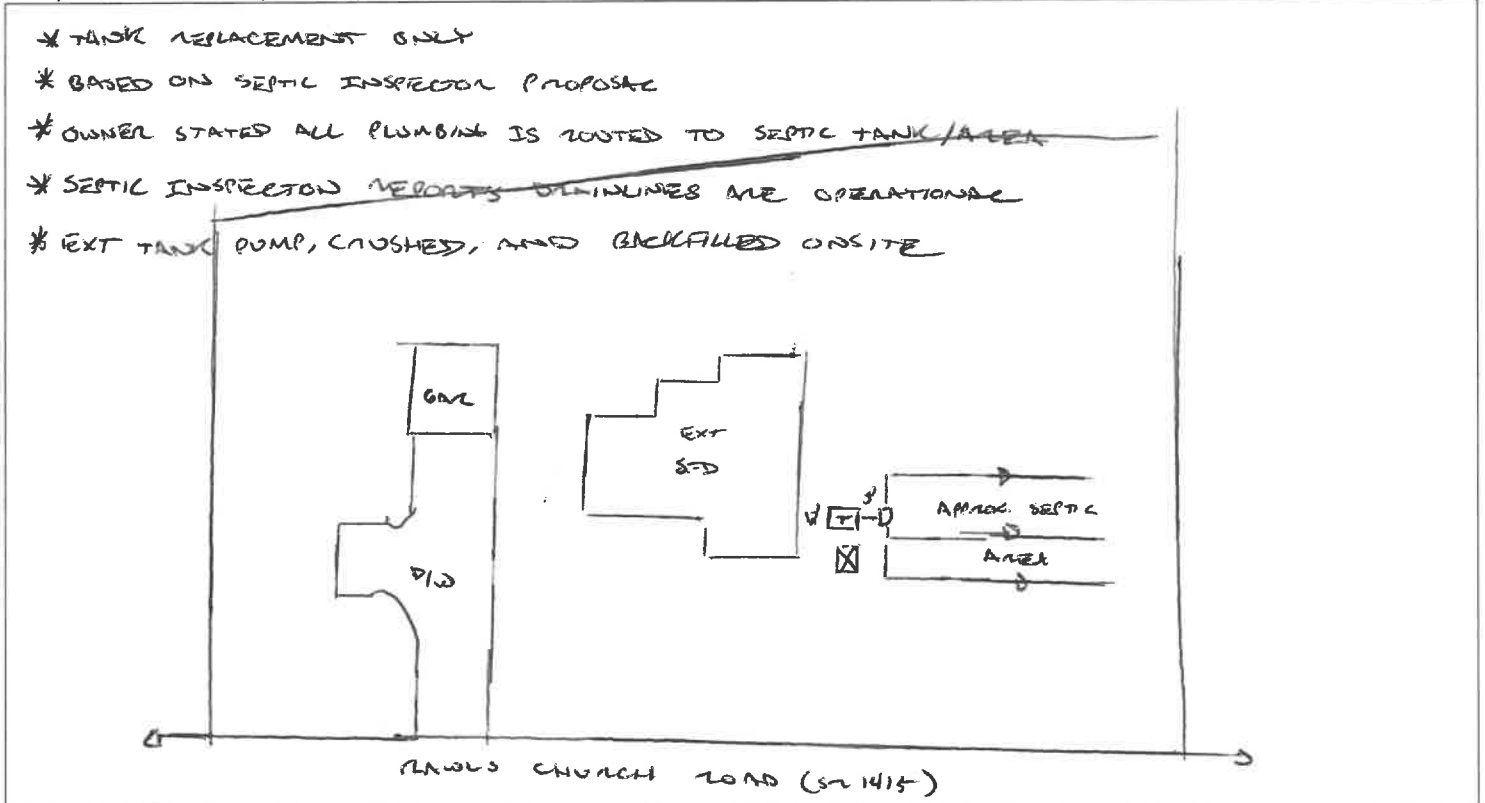 * TANK REPLACEMENT ONLY
* BASED ON SEPTIC INSPECTOR PROPOSAL
* OWNER STATED ALL PLUMBING IS ROUTED TO SEPTIC TANK/AREA
* SEPTIC INSPECTION REPORTS DRAINLINES ARE OPERATIONAL
* EXT TANK PUMP, CRUSHED, AND BACKFILLED ONSITE
GAR
EXT
SFD
T
D
APPROX. SEPTIC
AREA
D/W
RAWLS CHURCH ROAD (SR 1415)